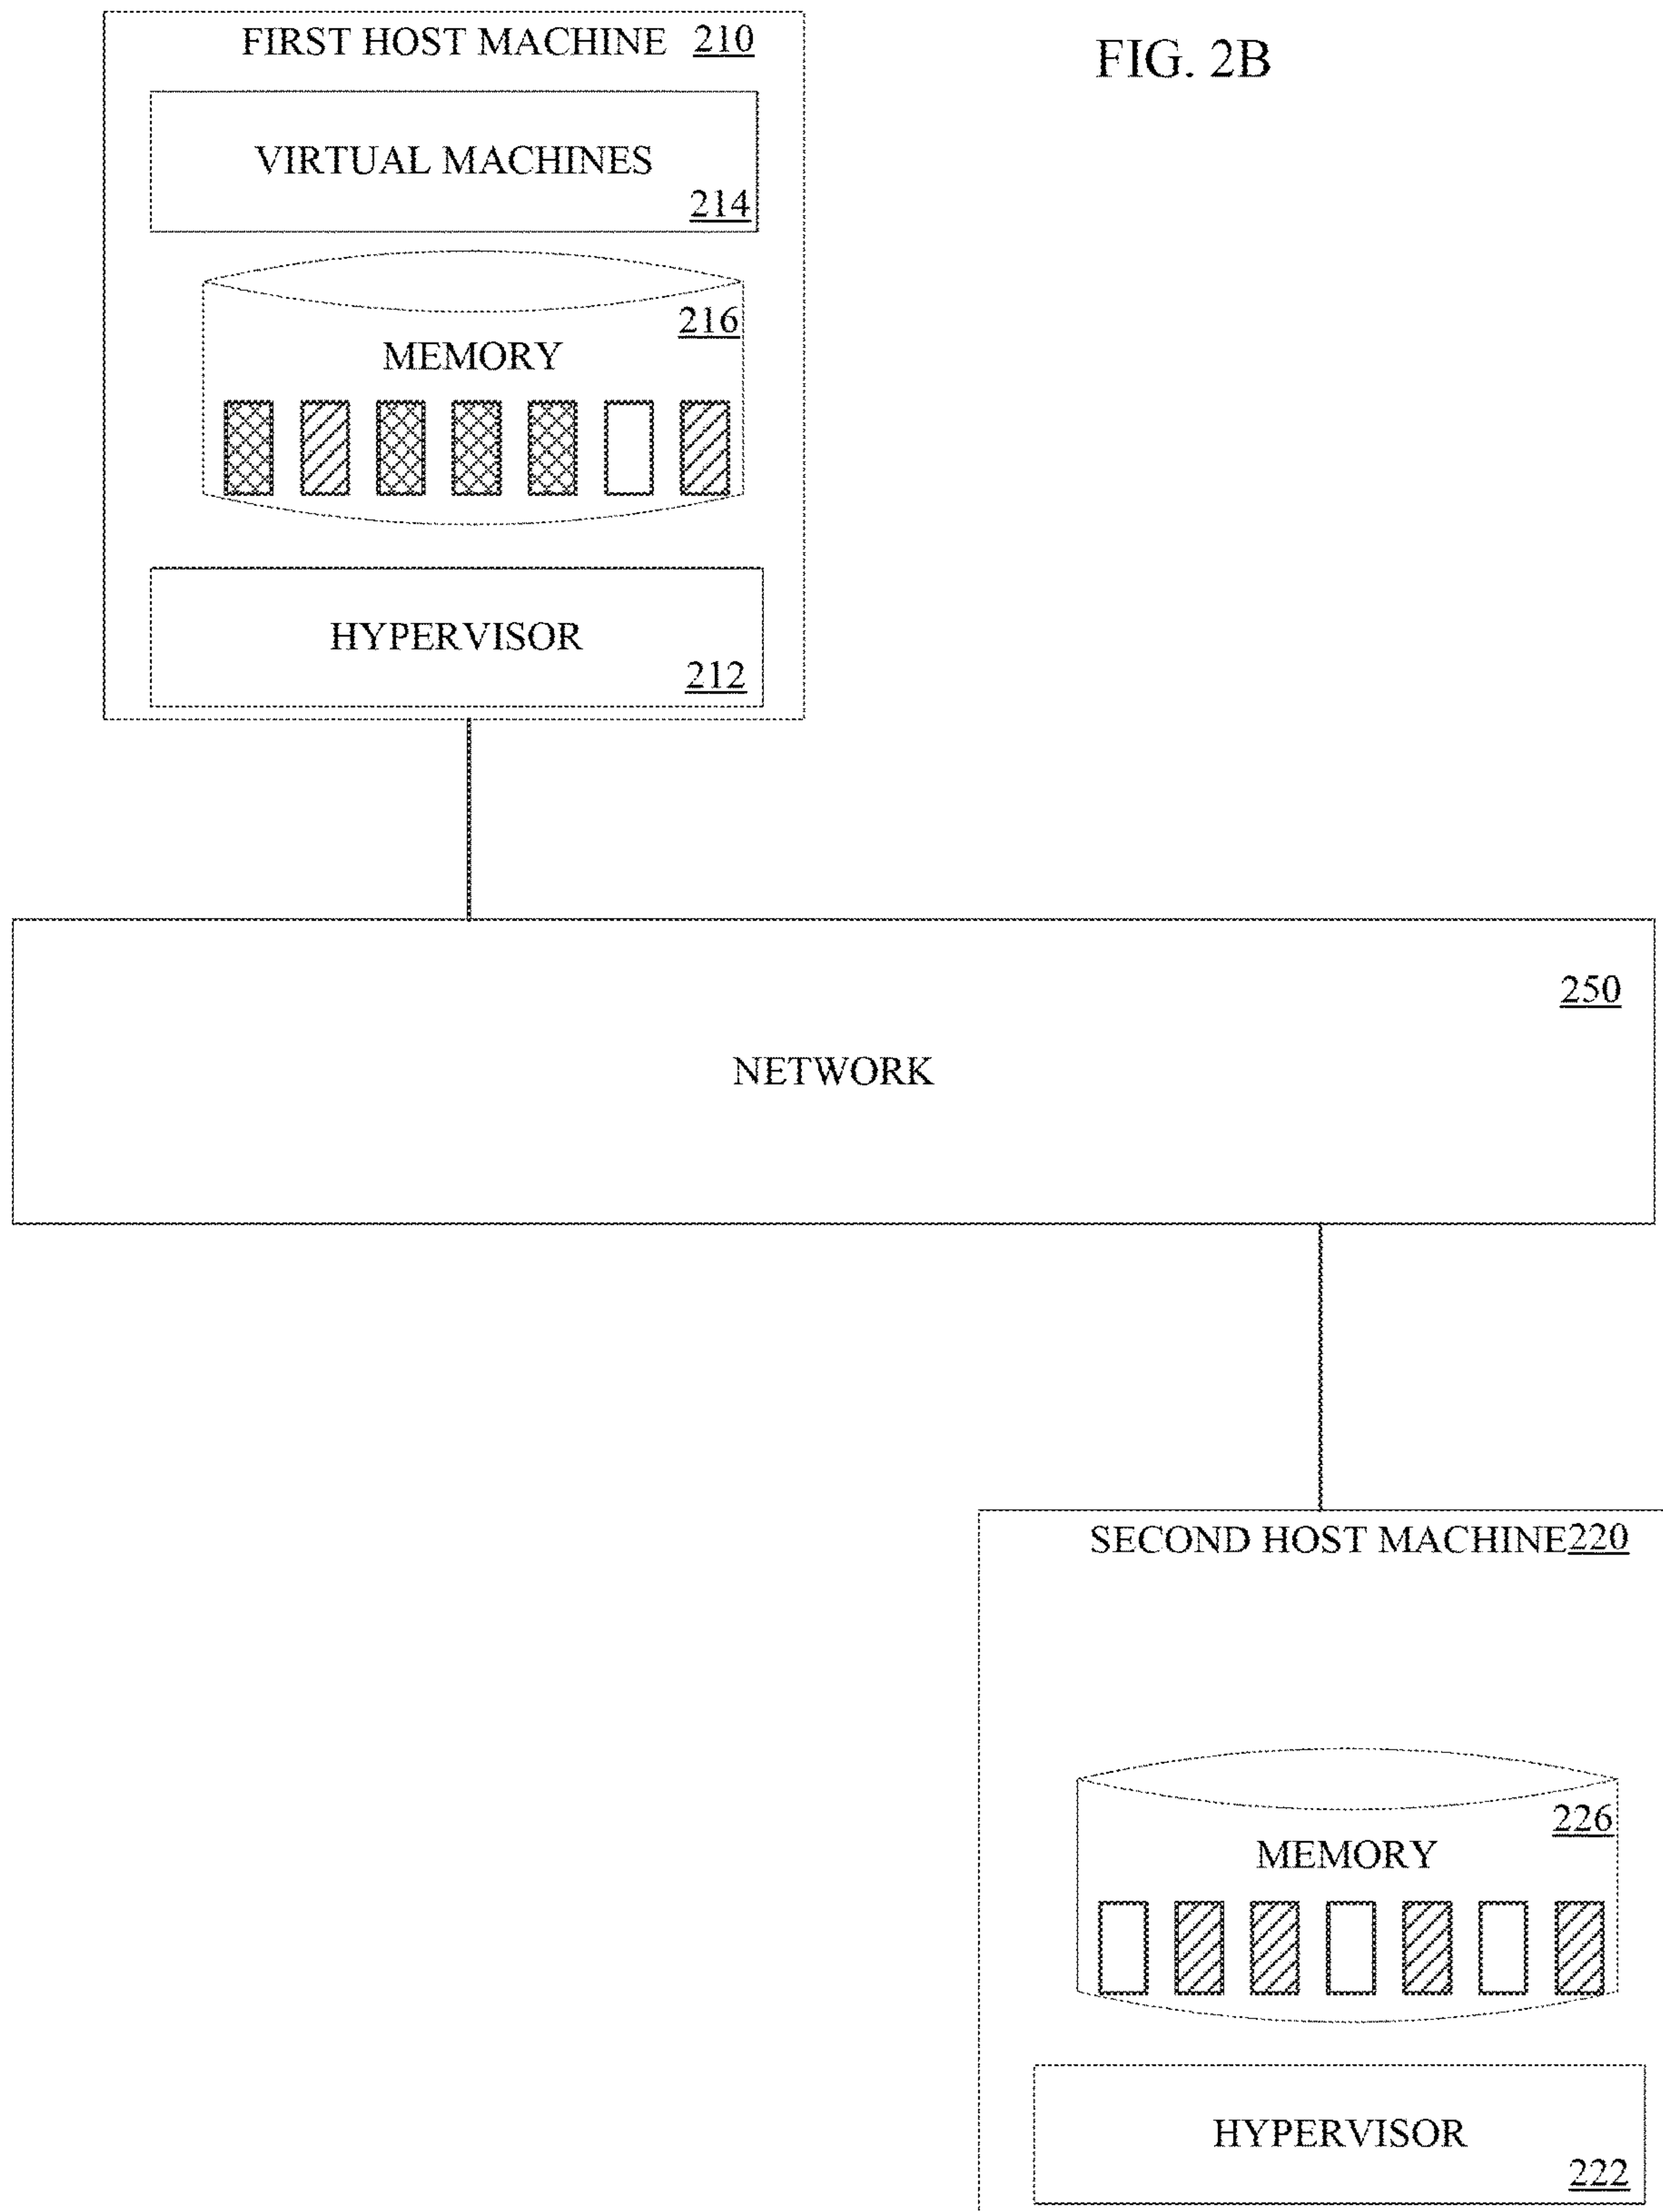 FIRST HOST MACHINE 210
FIG. 2B
VIRTUAL MACHINES
214
216
MEMORY
HYPERVISOR
212
250
NETWORK
SECOND HOST MACHINE220
226
MEMORY
HYPERVISOR
222